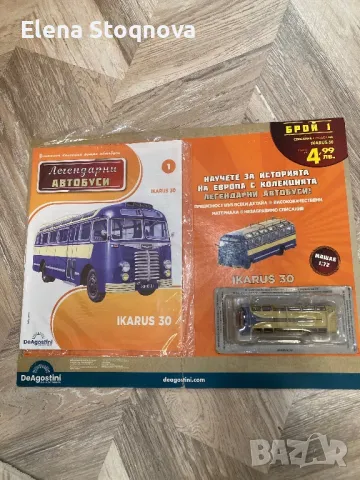 Elena Stoqnova
Легендарни
АВТОБУСИ
1
IKARUS 30
IKARUS 30
DeAgostini
БРОЙ 1
IKARUS 30
4,99
ЛВ.
НАУЧЕТЕ ЗА ИСТОРИЯТА
НА ЕВРОПА С КОЛЕКЦИЯТА
ЛЕГЕНДАРНИ АВТОБУСИ!
IKARUS 30
МАЩАБ
1:72
DeAgostini
deagostini.com
BAZAR